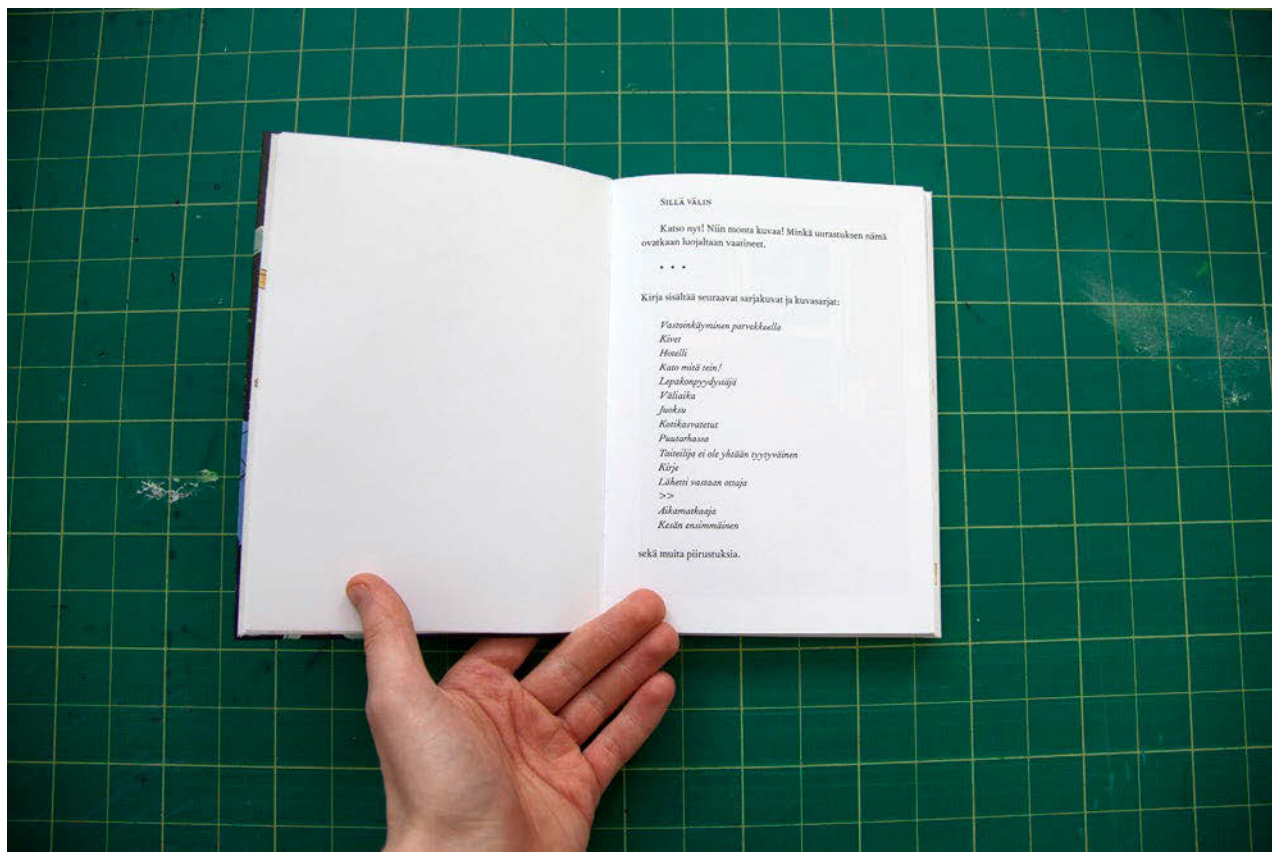 SILLÄ VÄLIN
Katso nyt! Niin monta kuvaa! Minkä uurastuksen nämä
ovatkaan luojaltaan vaatineet.
• • •
Kirja sisältää seuraavat sarjakuvat ja kuvasarjat:
Vastoinkäyminen parvekkeella
Kivet
Hotelli
Kato mitä tein!
Lepakonpyydystäjä
Väliaika
Juoksu
Kotikasvatetut
Puutarhassa
Taiteilija ei ole yhtään tyytyväinen
Kirje
Lähetti vastaan ottaja
>>
Aikamatkaaja
Kesän ensimmäinen
sekä muita piirustuksia.